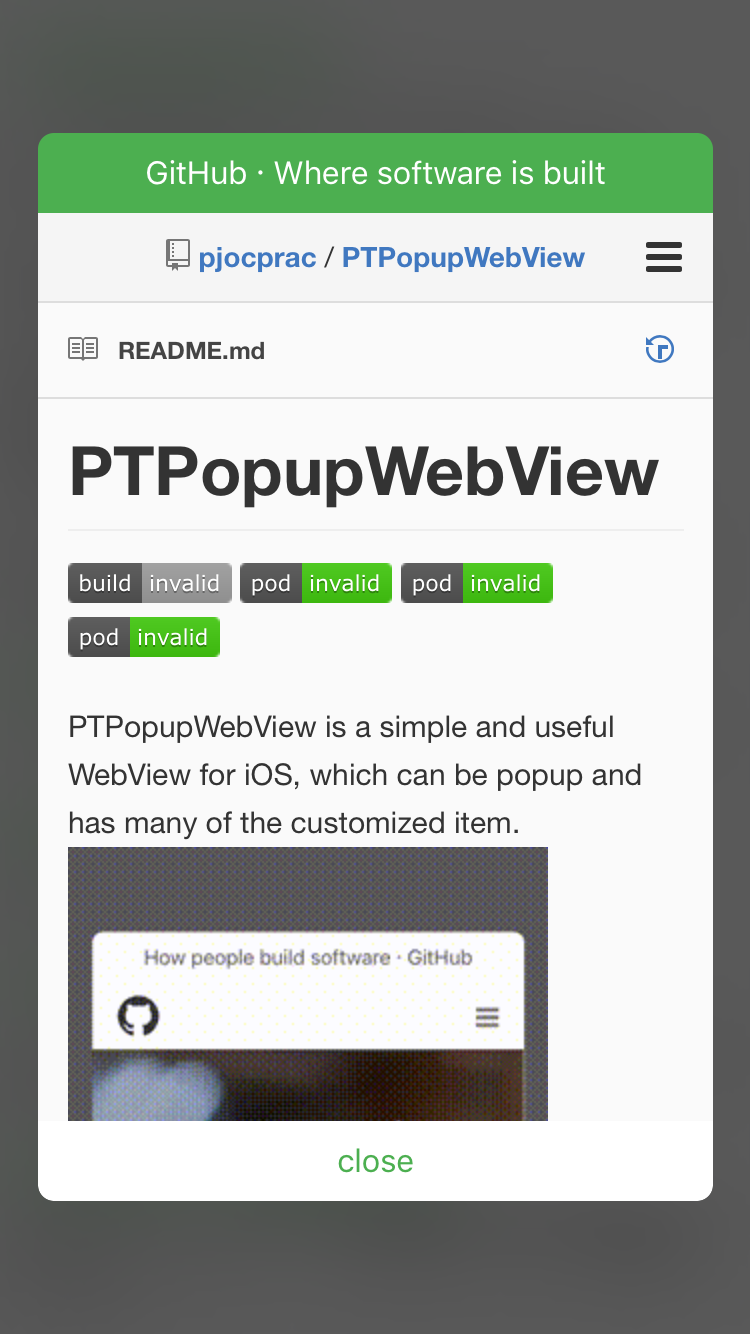 GitHub · Where software is built
pjocprac / PTPopupWebView
README.md
PTPopupWebView
build invalid pod invalid pod invalid
pod invalid
PTPopupWebView is a simple and useful
WebView for iOS, which can be popup and
has many of the customized item.
How people build software · GitHub
close